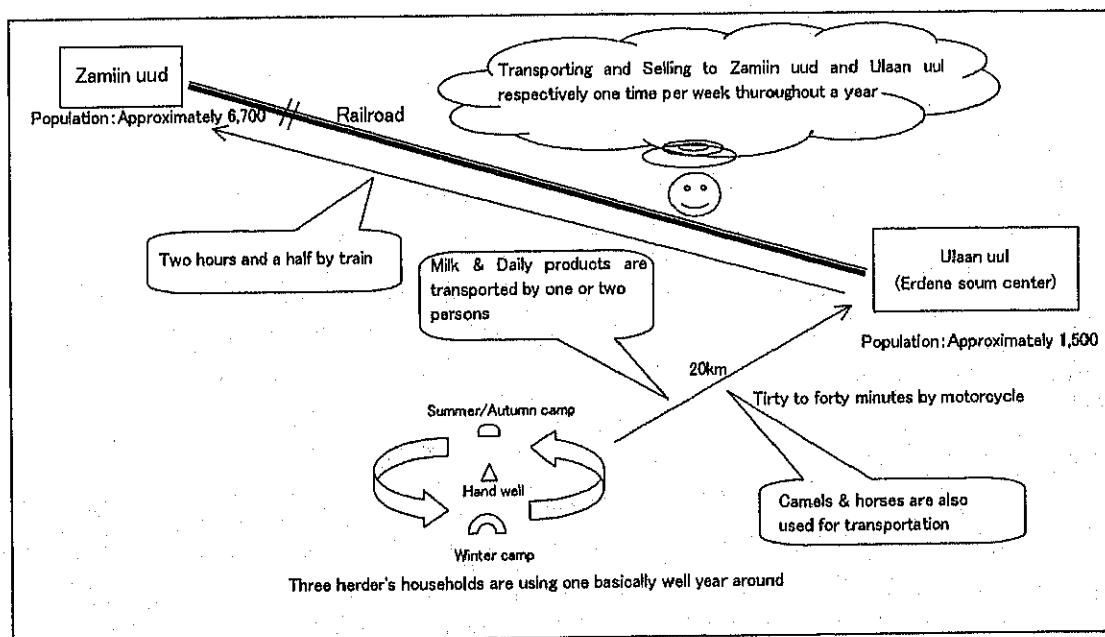 Zamiin uud
Population:Approximately 6,700
Railroad
Transporting and Selling to Zamiin uud and Ulaan uul
respectively one time per week thuroughout a year
Two hours and a half by train
Milk & Daily products are
transported by one or two
persons
Ulaan uul
(Erdene soum center)
Population:Approximately 1,500
20km
Tirty to forty minutes by motorcycle
Summer/Autumn camp
Hand well
Winter camp
Camels & horses are also
used for transportation
Three herder's households are using one basically well year around